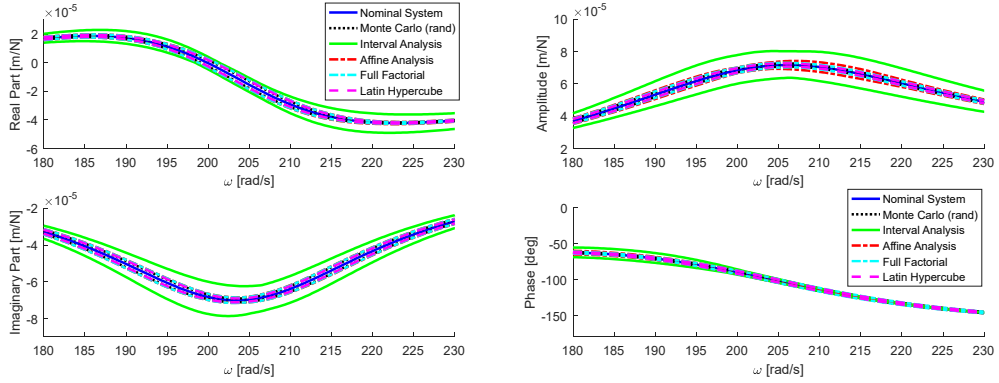 ×10⁻⁵
Real Part [m/N]
2
0
-2
-4
-6
180 185 190 195 200 205 210 215 220 225 230
ω [rad/s]
Nominal System
Monte Carlo (rand)
Interval Analysis
Affine Analysis
Full Factorial
Latin Hypercube
×10⁻⁵
Amplitude [m/N]
10
8
6
4
2
180 185 190 195 200 205 210 215 220 225 230
ω [rad/s]
×10⁻⁵
Imaginary Part [m/N]
-2
-4
-6
-8
180 185 190 195 200 205 210 215 220 225 230
ω [rad/s]
Phase [deg]
0
-50
-100
-150
180 185 190 195 200 205 210 215 220 225 230
ω [rad/s]
Nominal System
Monte Carlo (rand)
Interval Analysis
Affine Analysis
Full Factorial
Latin Hypercube